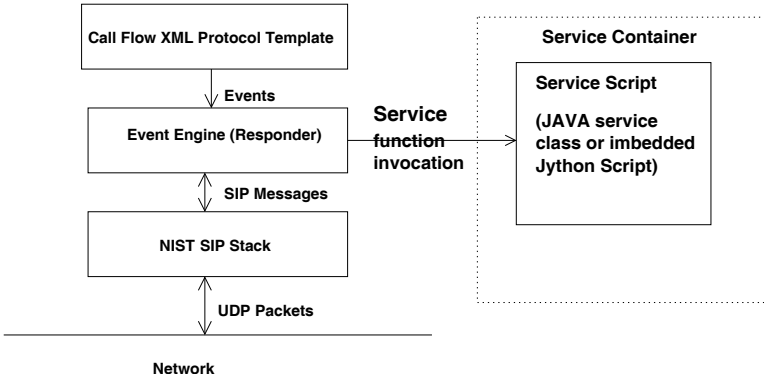 Call Flow XML Protocol Template
Events
Event Engine (Responder)
SIP Messages
NIST SIP Stack
UDP Packets
Network
Service
function
invocation
Service Container
Service Script
(JAVA service
class or imbedded
Jython Script)